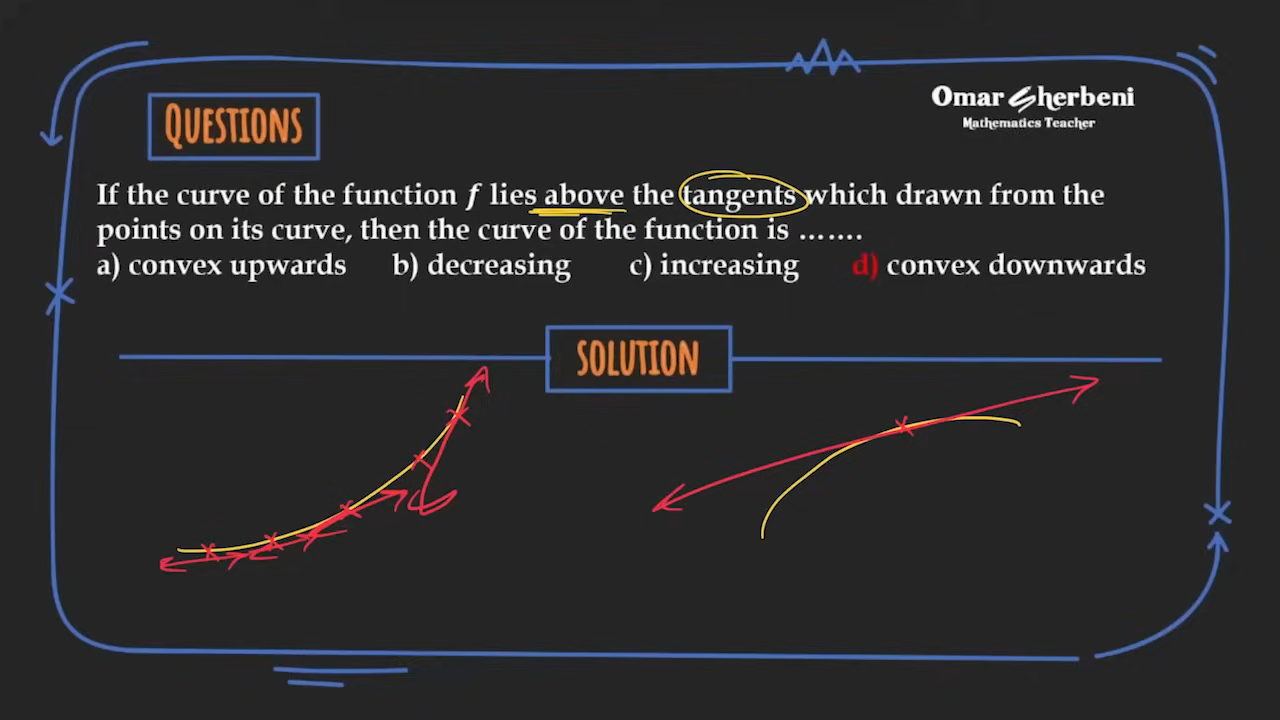 Omar Sherbeni
Mathematics Teacher
QUESTIONS
If the curve of the function f lies above the tangents which drawn from the
points on its curve, then the curve of the function is .......
a) convex upwards b) decreasing c) increasing d) convex downwards
SOLUTION